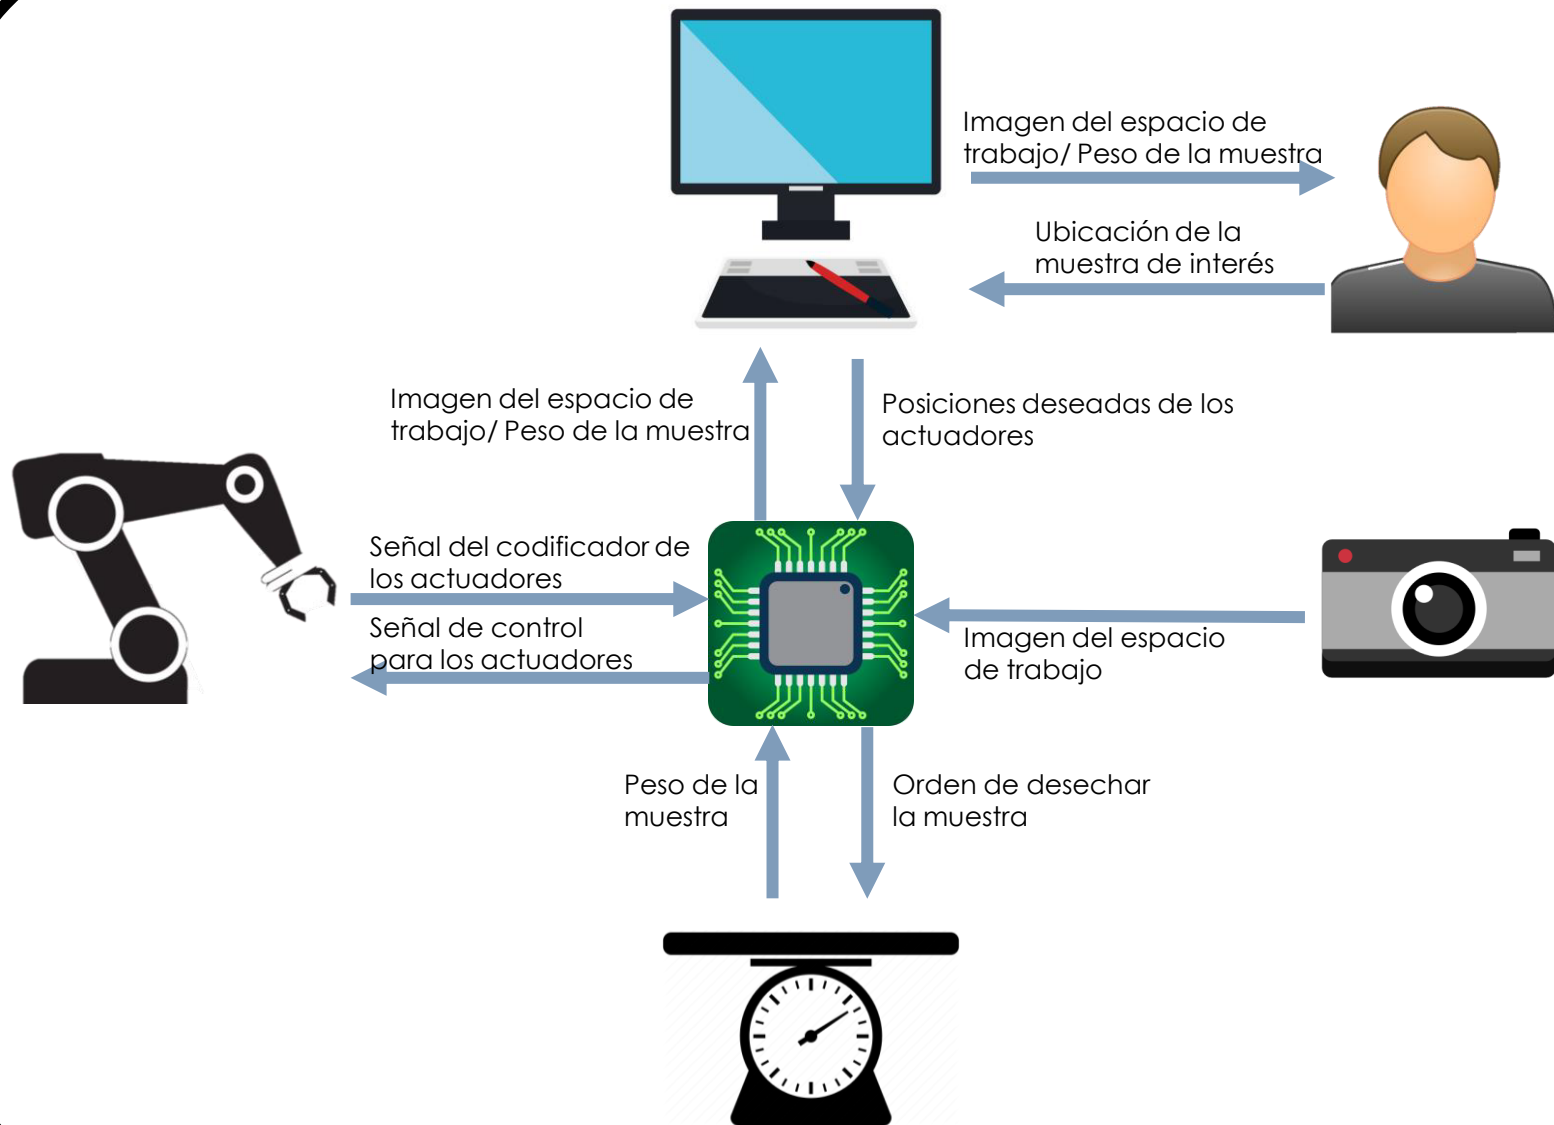 Imagen del espacio de
trabajo/ Peso de la muestra
Ubicación de la
muestra de interés
Imagen del espacio de
trabajo/ Peso de la muestra
Posiciones deseadas de los
actuadores
Señal del codificador de
los actuadores
Señal de control
para los actuadores
Imagen del espacio
de trabajo
Peso de la
muestra
Orden de desechar
la muestra